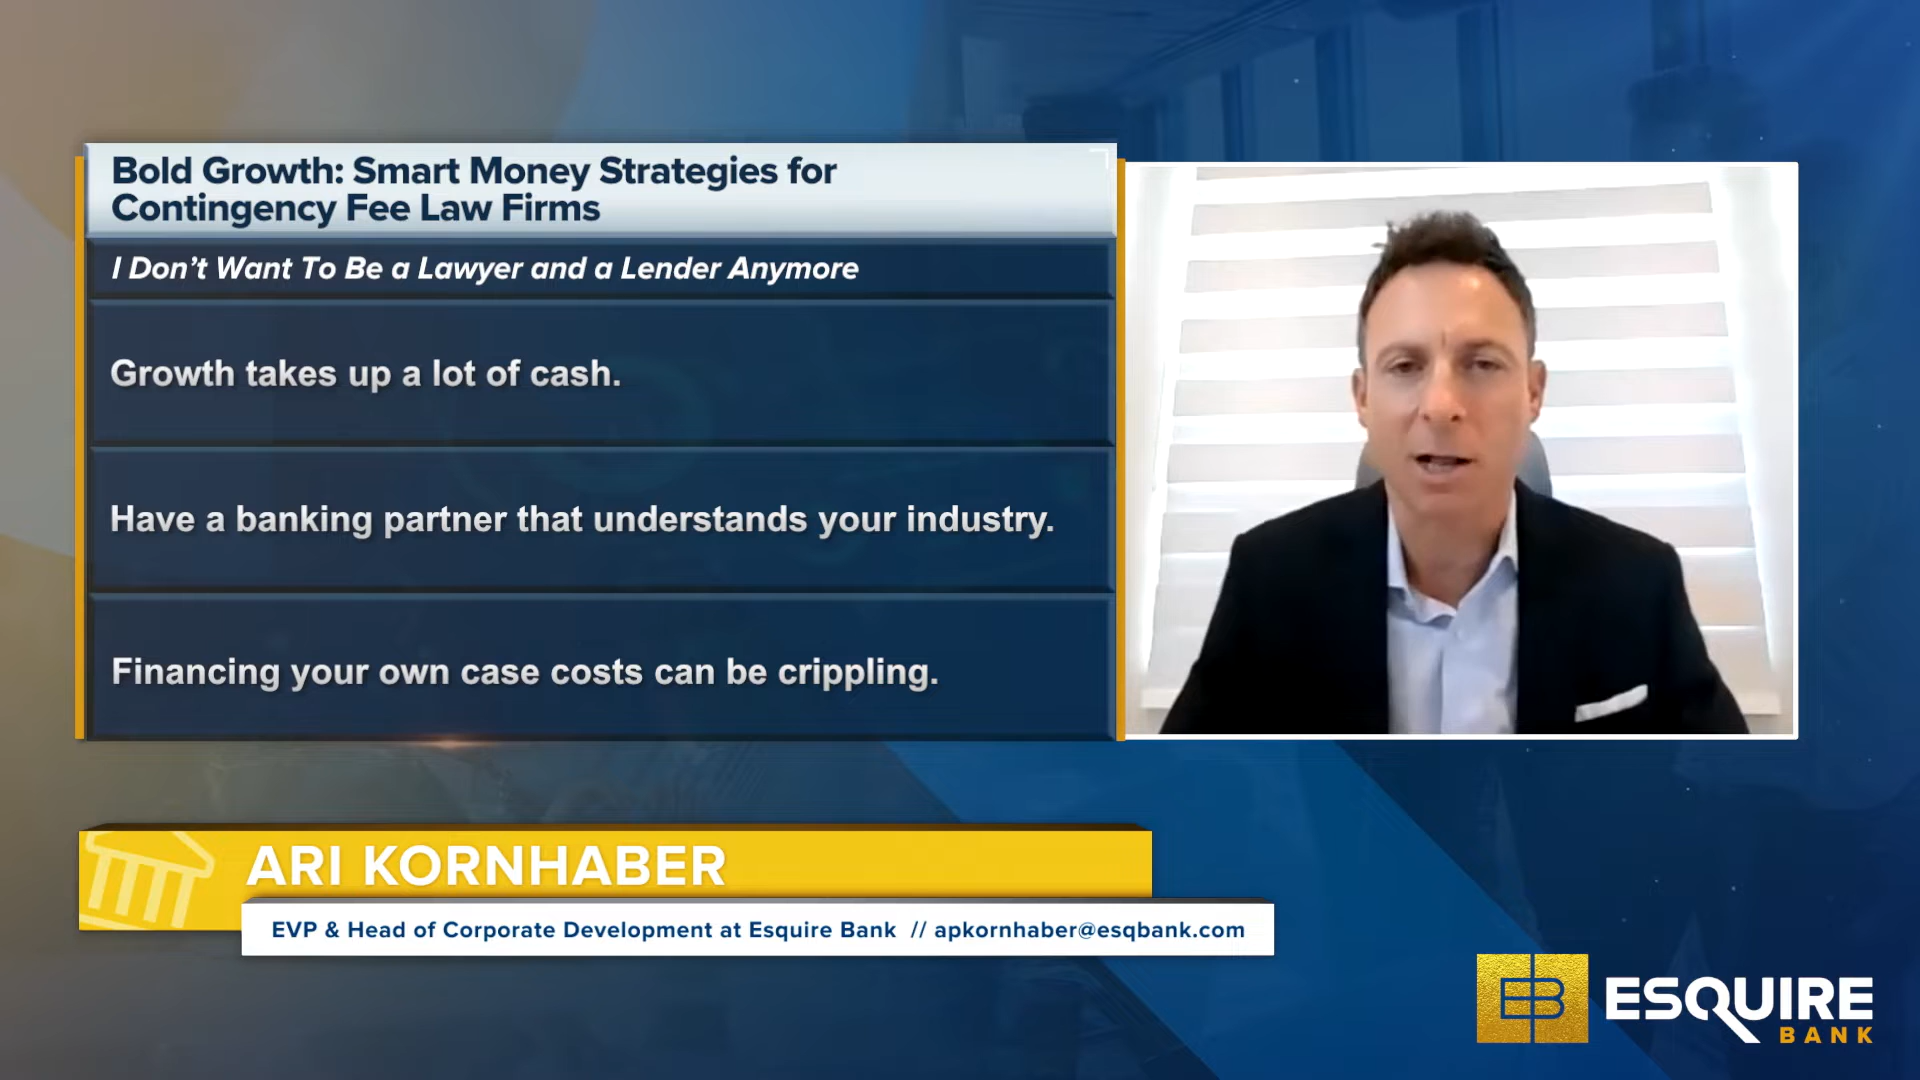 Bold Growth: Smart Money Strategies for
Contingency Fee Law Firms
I Don't Want To Be a Lawyer and a Lender Anymore
Growth takes up a lot of cash.
Have a banking partner that understands your industry.
Financing your own case costs can be crippling.
ARI KORNHABER
EVP & Head of Corporate Development at Esquire Bank // apkornhaber@esqbank.com
EB ESQUIRE
BANK